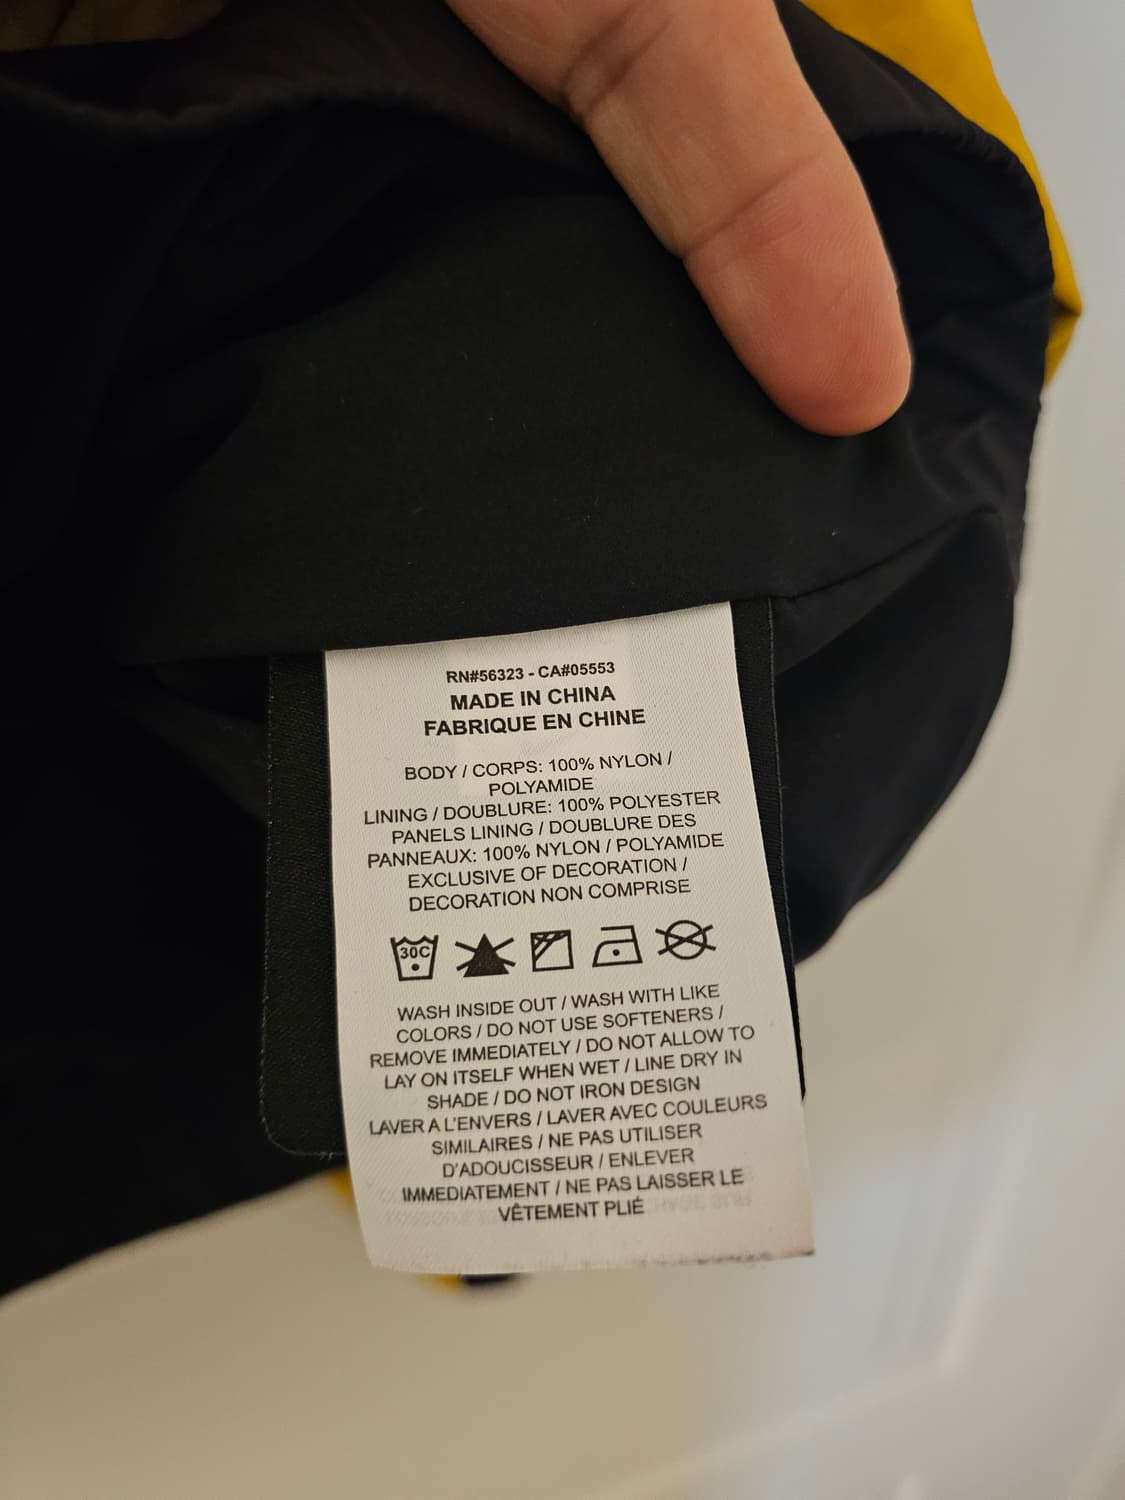 RN#56323 - CA#05553
MADE IN CHINA
FABRIQUE EN CHINE
BODY / CORPS: 100% NYLON /
POLYAMIDE
LINING / DOUBLURE: 100% POLYESTER
PANELS LINING / DOUBLURE DES
PANNEAUX: 100% NYLON / POLYAMIDE
EXCLUSIVE OF DECORATION /
DECORATION NON COMPRISE
30C
WASH INSIDE OUT / WASH WITH LIKE
COLORS / DO NOT USE SOFTENERS /
REMOVE IMMEDIATELY / DO NOT ALLOW TO
LAY ON ITSELF WHEN WET / LINE DRY IN
SHADE / DO NOT IRON DESIGN
LAVER A L'ENVERS / LAVER AVEC COULEURS
SIMILAIRES / NE PAS UTILISER
D'ADOUCISSEUR / ENLEVER
IMMEDIATEMENT / NE PAS LAISSER LE
VÊTEMENT PLIÉ